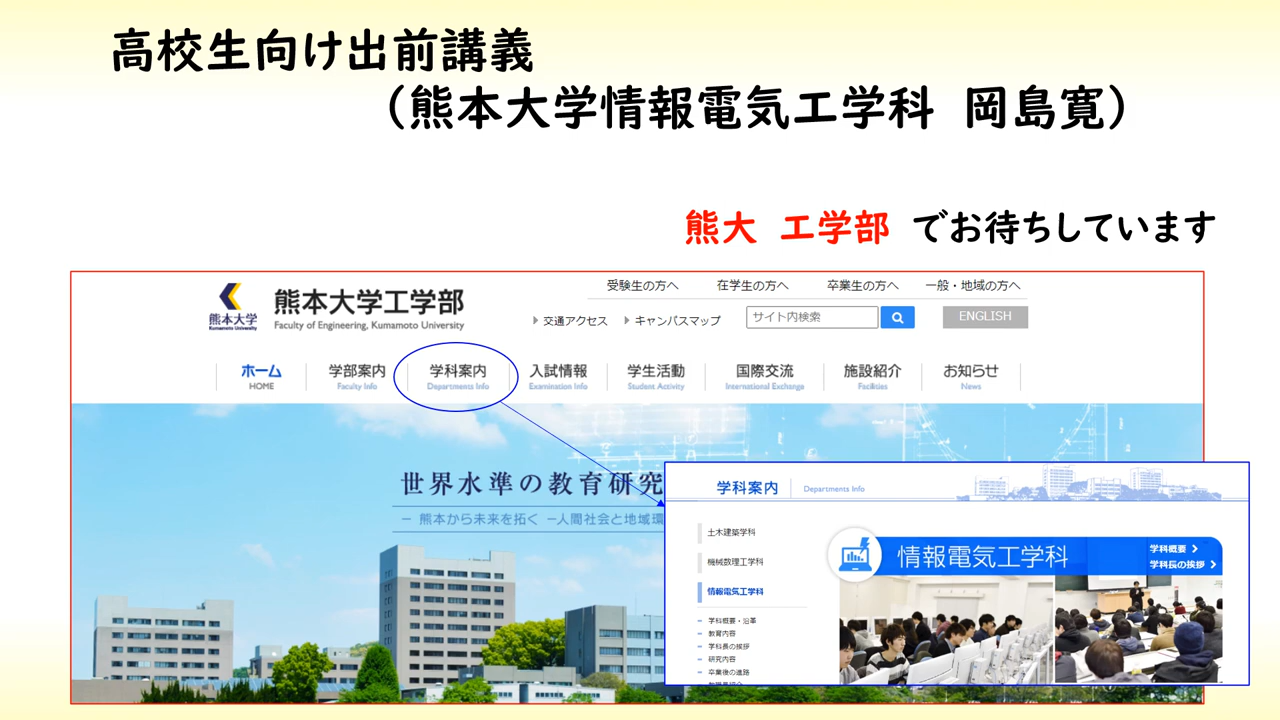 高校生向け出前講義
（熊本大学情報電気工学科 岡島寛）
熊大 工学部 でお待ちしています
熊本大学
Kumamoto University
熊本大学工学部
Faculty of Engineering, Kumamoto University
受験生の方へ 在学生の方へ 卒業生の方へ 一般・地域の方へ
交通アクセス キャンパスマップ サイト内検索 ENGLISH
ホーム 学部案内 学科案内 入試情報 学生活動 国際交流 施設紹介 お知らせ
HOME Faculty Info Departments Info Examination Info Student Activity International Exchange Facilities News
世界水準の教育研究
− 熊本から未来を拓く −人間社会と地域環
学科案内 Departments Info
土木建築学科
機械数理工学科
情報電気工学科
学科概要・沿革
教育内容
学科長の挨拶
研究内容
卒業後の進路
情報電気工学科
学科概要
学科長の挨拶